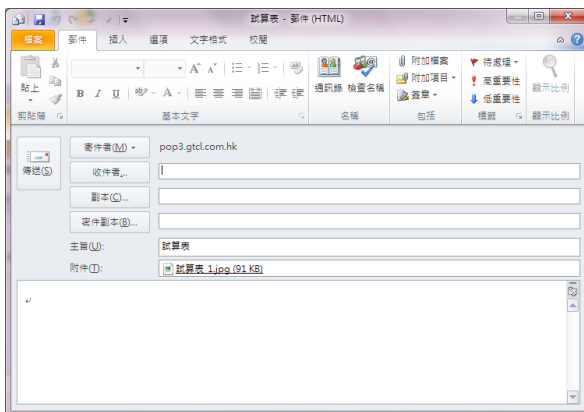 試算表 - 郵件 (HTML)
檔案 郵件 插入 選項 文字格式 校閱
貼上
剪貼簿
B I U
基本文字
通訊錄 檢查名稱
名稱
附加檔案
附加項目
簽章
包括
待處理
高重要性
低重要性
標籤
顯示比例
顯示比例
傳送(S)
寄件者(M) pop3.gtcl.com.hk
收件者...
副本(C)...
密件副本(B)...
主旨(U): 試算表
附件(T): 試算表_1.jpg (91 KB)